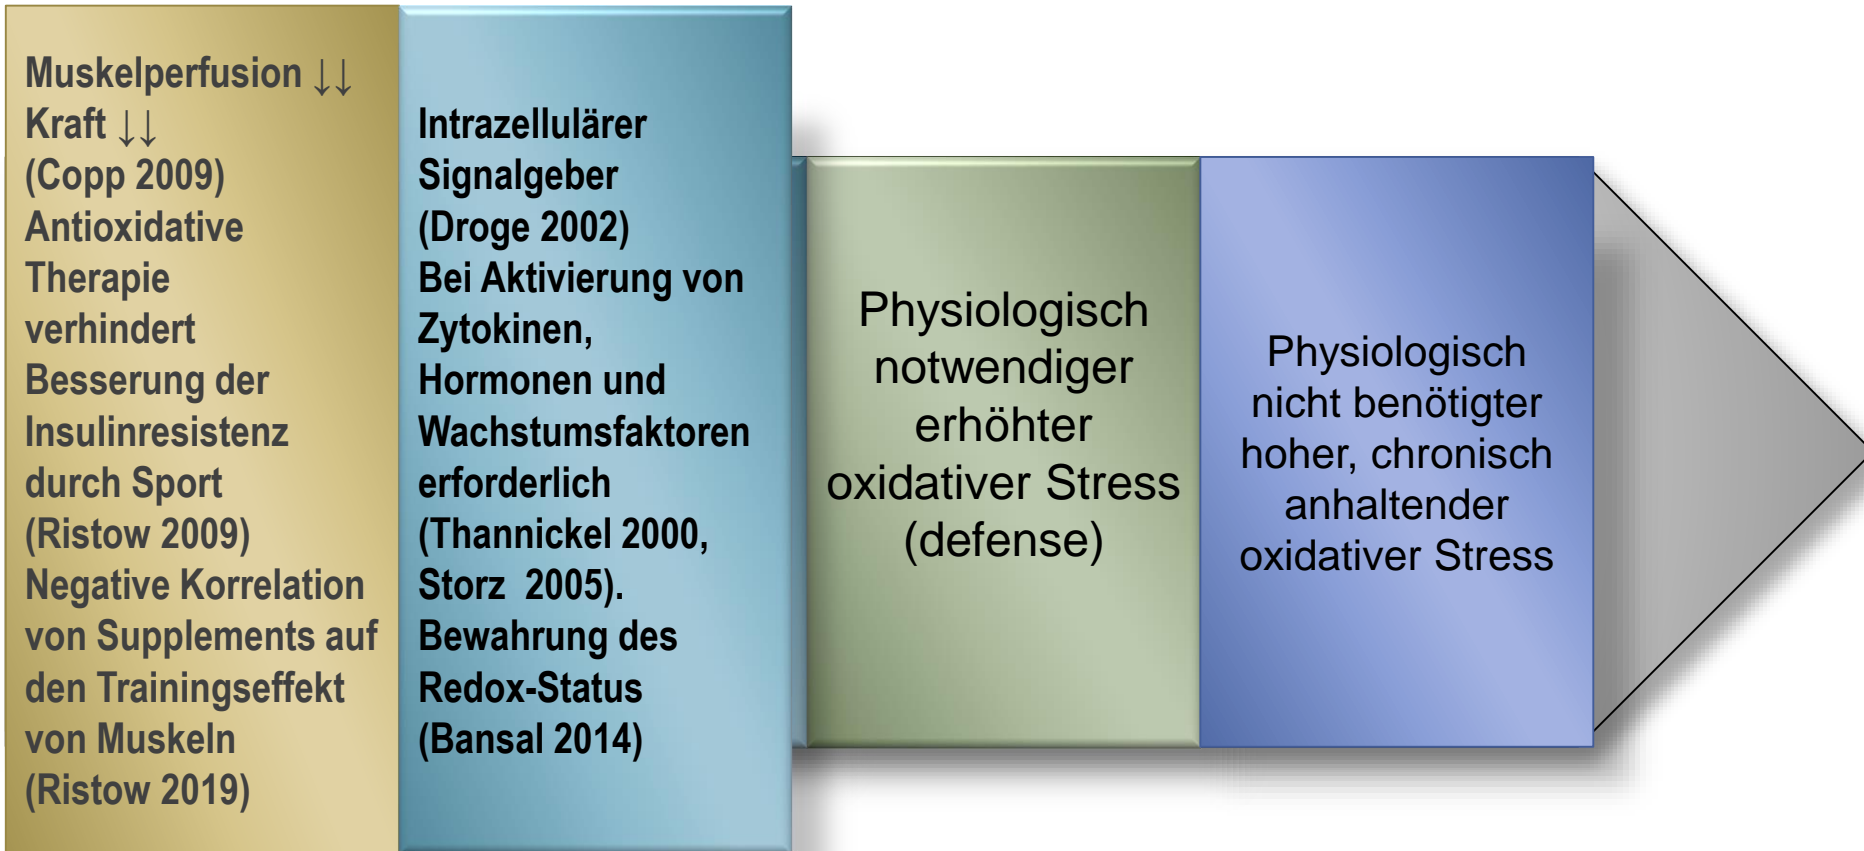 Muskelperfusion ↓↓
Kraft ↓↓
(Copp 2009)
Antioxidative
Therapie
verhindert
Besserung der
Insulinresistenz
durch Sport
(Ristow 2009)
Negative Korrelation
von Supplements auf
den Trainingseffekt
von Muskeln
(Ristow 2019)
Intrazellulärer
Signalgeber
(Droge 2002)
Bei Aktivierung von
Zytokinen,
Hormonen und
Wachstumsfaktoren
erforderlich
(Thannickel 2000,
Storz 2005).
Bewahrung des
Redox-Status
(Bansal 2014)
Physiologisch
notwendiger
erhöhter
oxidativer Stress
(defense)
Physiologisch
nicht benötigter
hoher, chronisch
anhaltender
oxidativer Stress